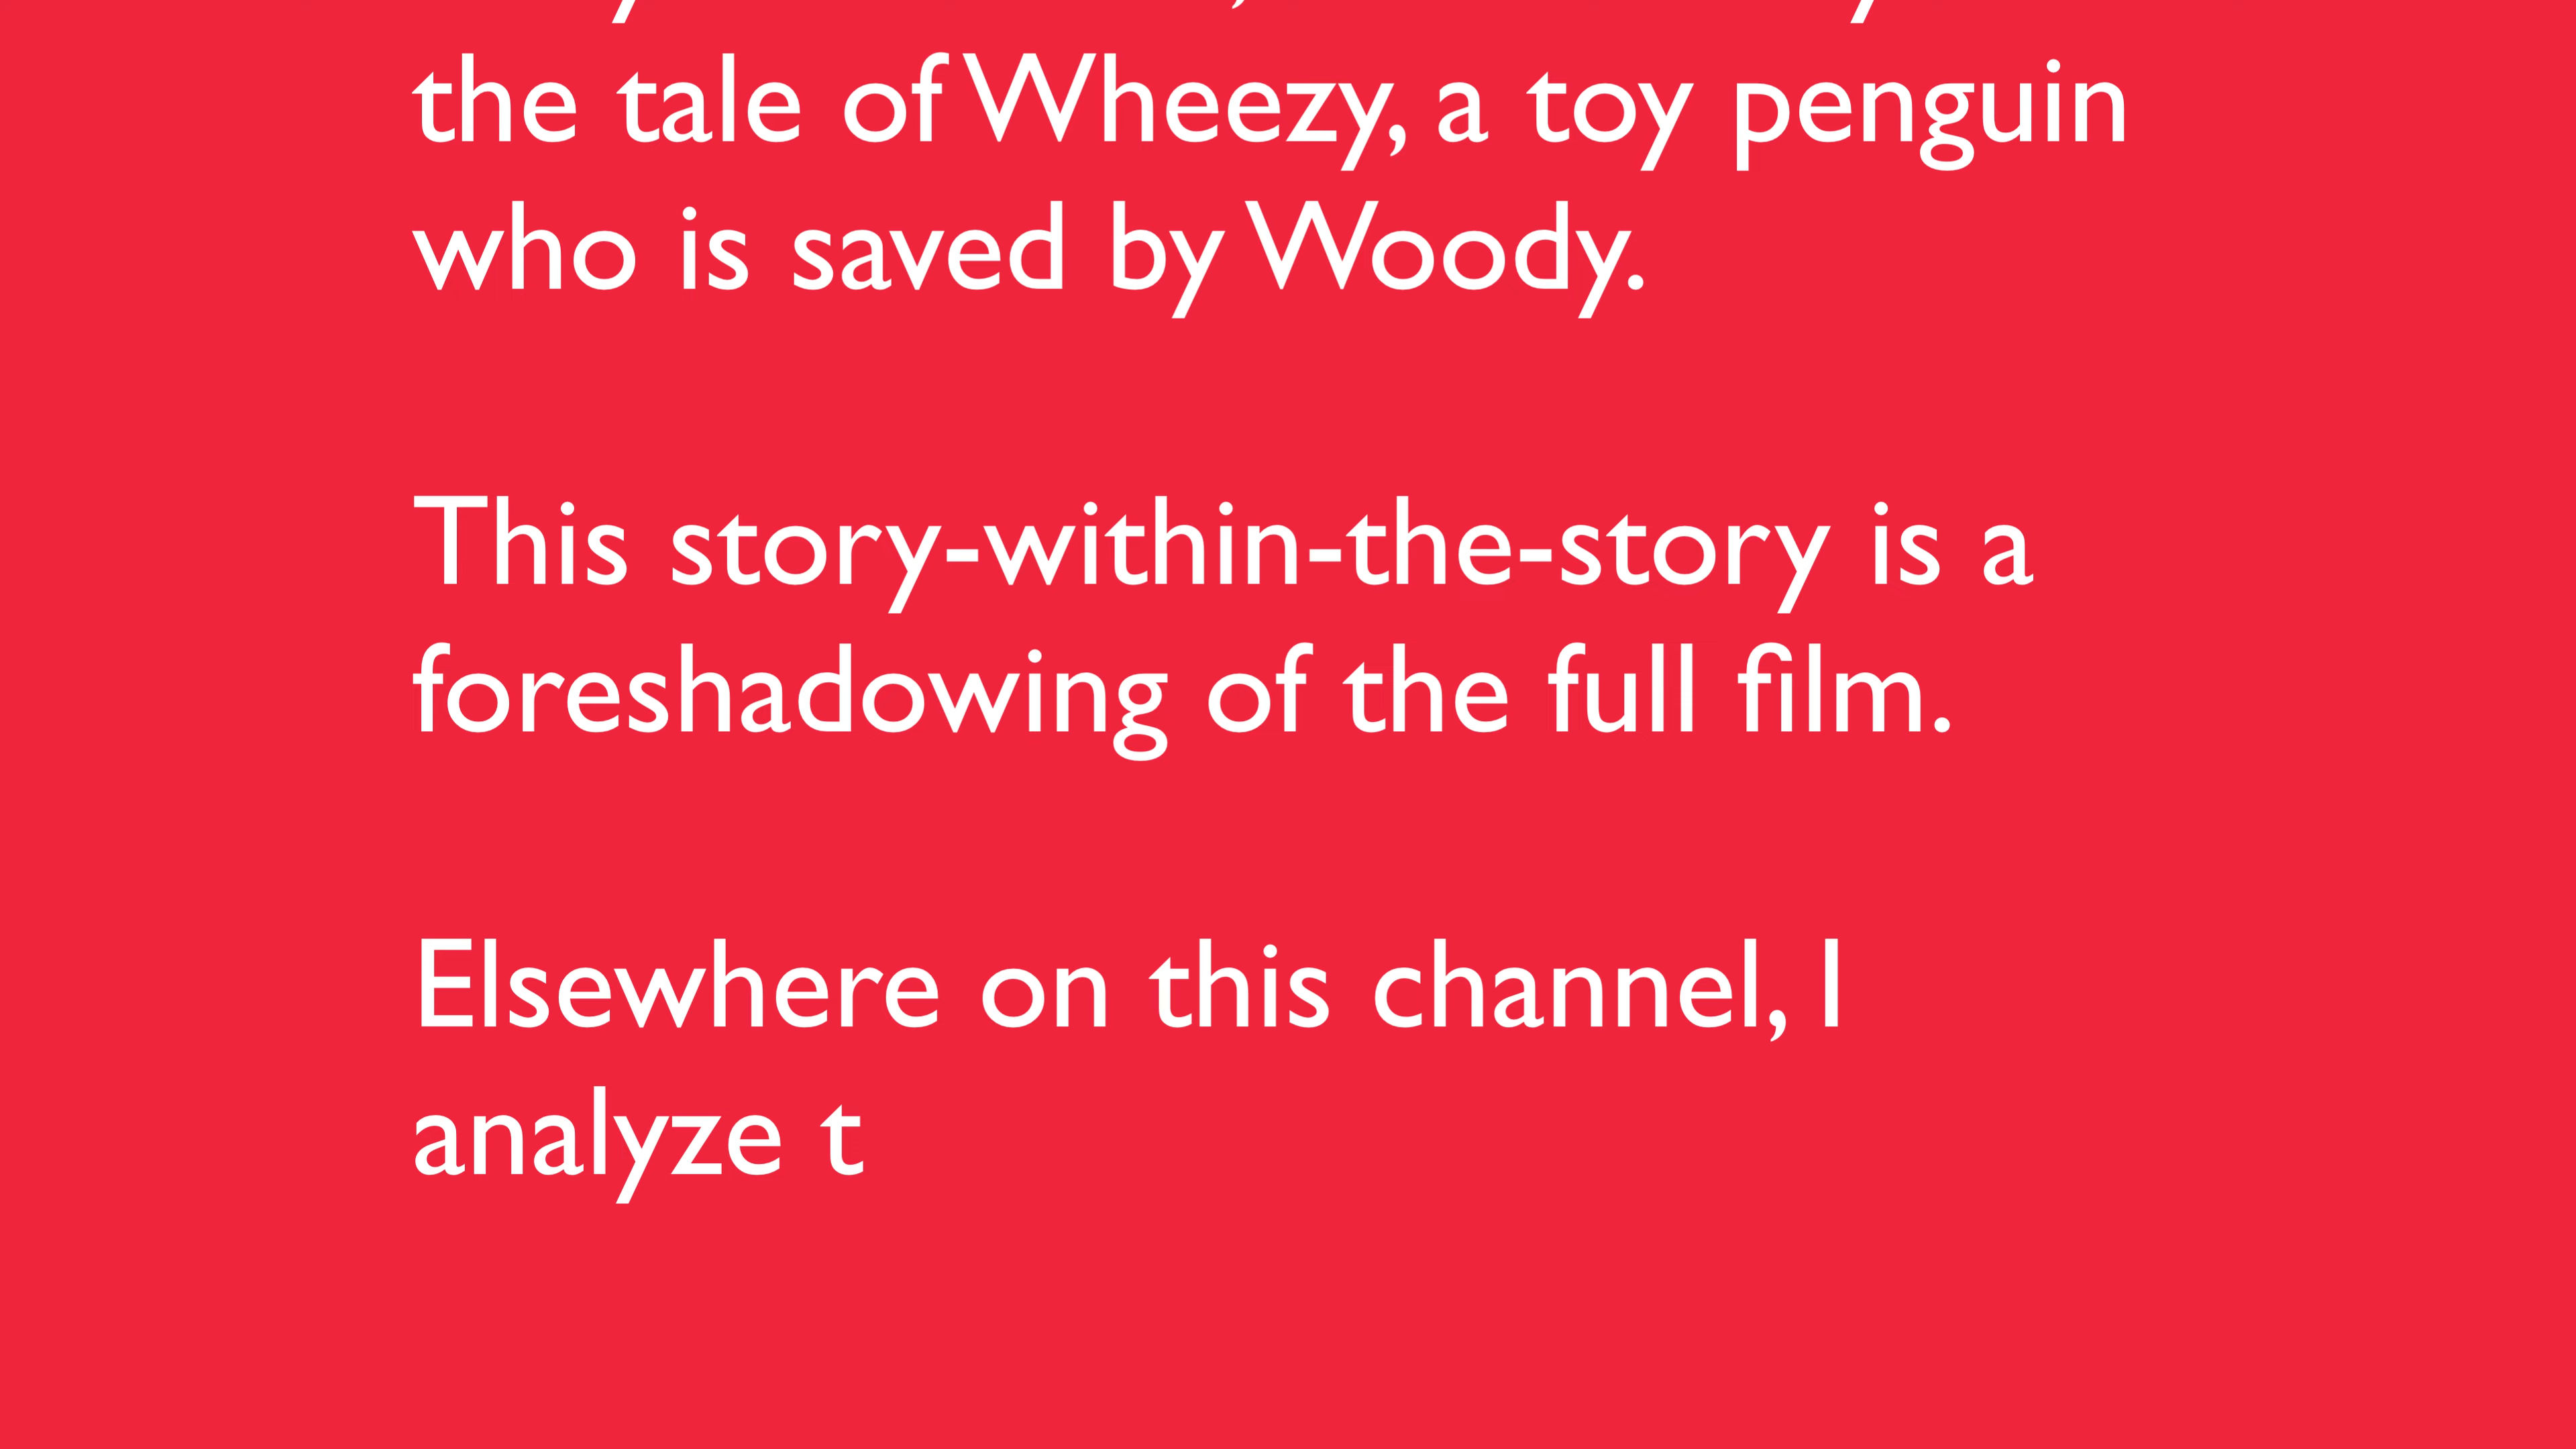 the tale of Wheezy, a toy penguin
who is saved by Woody.
This story-within-the-story is a
foreshadowing of the full film.
Elsewhere on this channel, I
analyze t